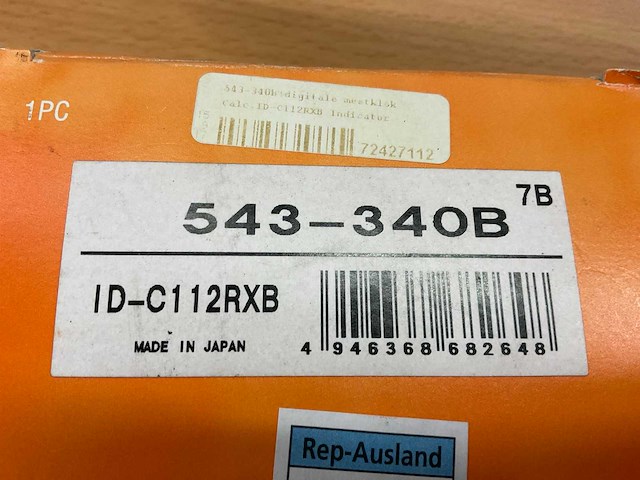 1PC
543-340B digitale meetklok
Calc.ID-C112RXB Indicator
72427112
7B
543-340B
ID-C112RXB
MADE IN JAPAN
4 946368 682648
Rep-Ausland